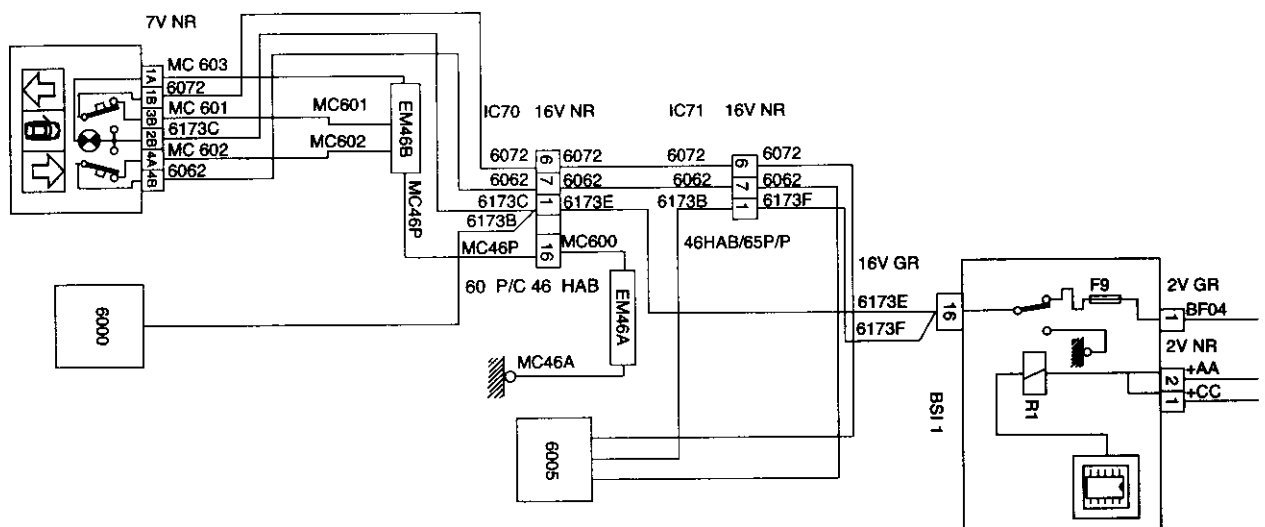 7V NR
1A
MC 603
1B
6072
3B
MC 601
2B
6173C
4A
MC 602
4B
6062
MC601
MC602
EM46B
MC46P
IC70 16V NR
IC71 16V NR
6072 6 6072
6062 7 6062
6173C 1 6173E
6173B
MC46P 16 MC600
60 P/C 46 HAB
6072 6 6072
6062 7 6062
6173B 1 6173F
46HAB/65P/P
EM46A
MC46A
6000
6005
16V GR
6173E
6173F
16
BSI 1
F9
R1
2V GR
1 BF04
2V NR
2 +AA
1 +CC